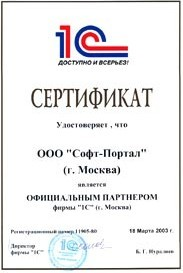 1С
ДОСТУПНО И ВСЕРЬЕЗ!
СЕРТИФИКАТ
Удостоверяет , что
ООО "Софт-Портал"
(г. Москва)
является
ОФИЦИАЛЬНЫМ ПАРТНЕРОМ
фирмы "1С" (г. Москва)
Регистрационный номер 11905-80 18 Марта 2003 г.
Директор
фирмы "1С" Б. Г. Нуралиев